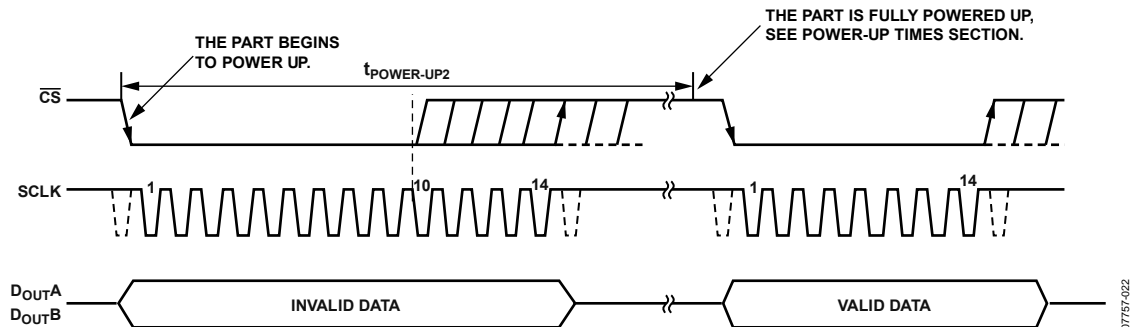 THE PART BEGINS
TO POWER UP.
tPOWER-UP2
THE PART IS FULLY POWERED UP,
SEE POWER-UP TIMES SECTION.
CS
SCLK
1
10
14
1
14
DOUTA
DOUTB
INVALID DATA
VALID DATA
07757-022